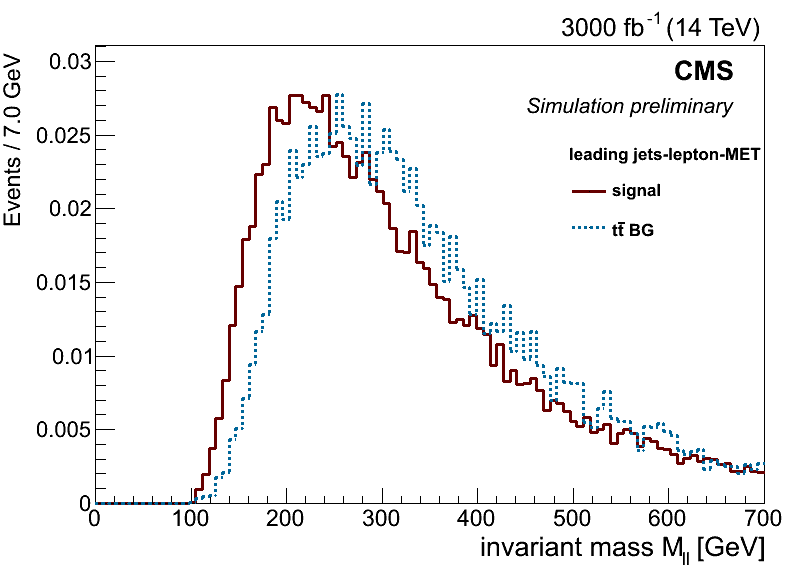 3000 fb⁻¹ (14 TeV)
CMS
Simulation preliminary
leading jets-lepton-MET
signal
tt̄ BG
Events / 7.0 GeV
0.03
0.025
0.02
0.015
0.01
0.005
0
0 100 200 300 400 500 600 700
invariant mass M_ll [GeV]